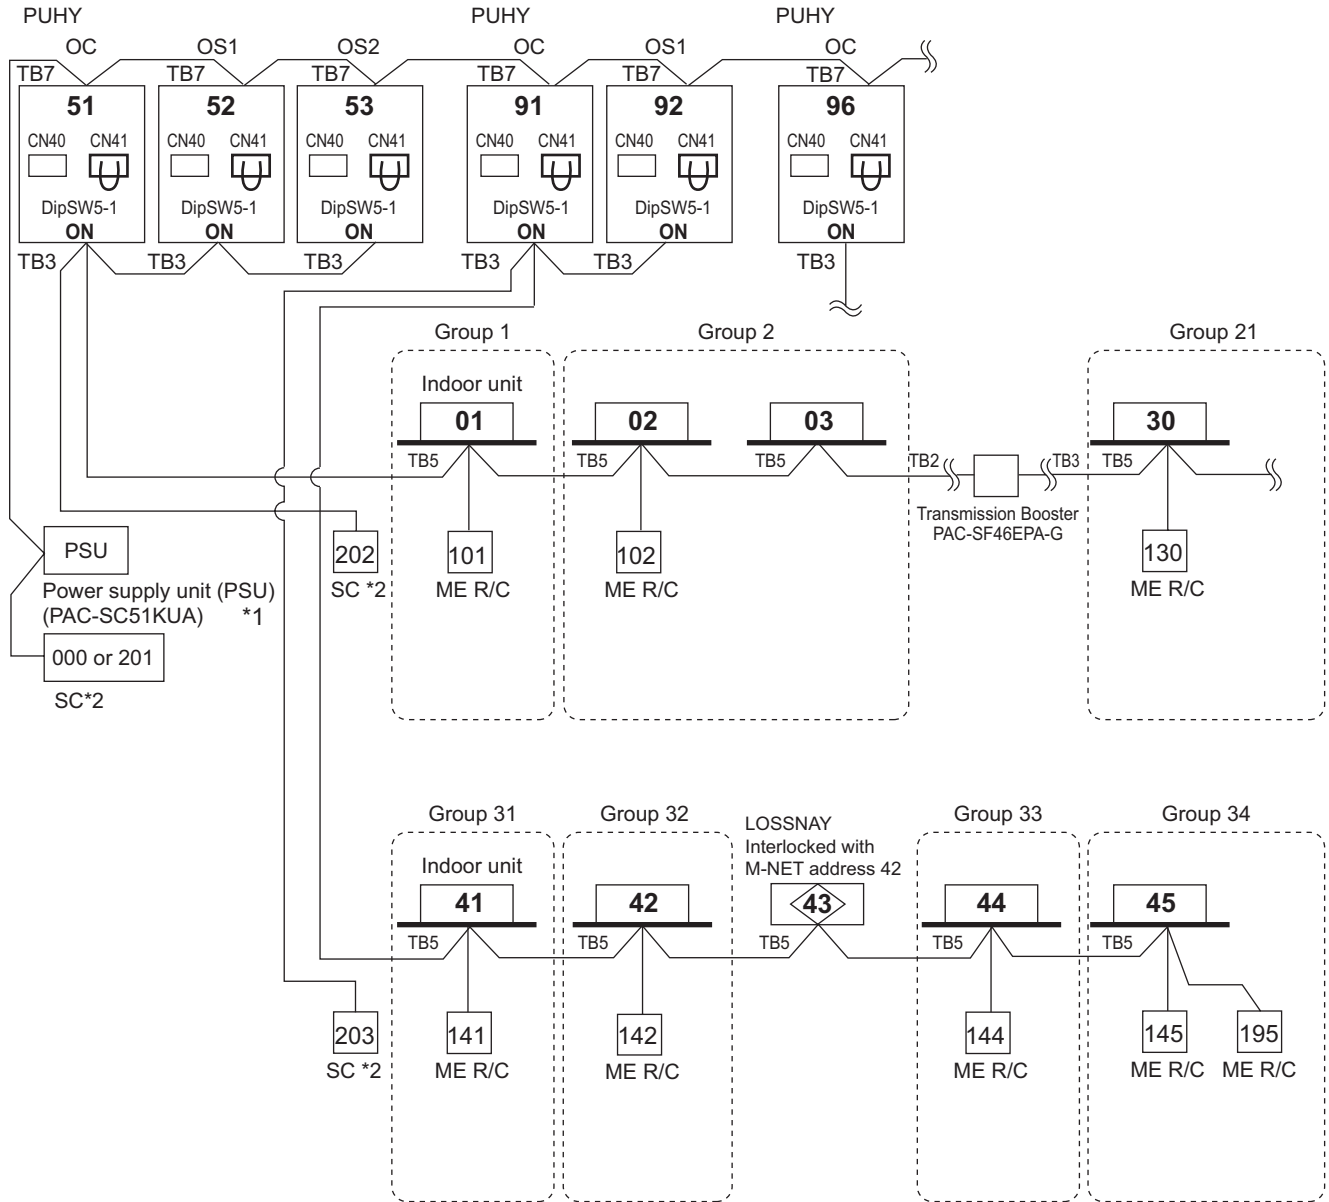 PUHY PUHY PUHY
OC OS1 OS2 OC OS1 OC
TB7 TB7 TB7 TB7 TB7 TB7
51 52 53 91 92 96
CN40 CN41 CN40 CN41 CN40 CN41 CN40 CN41 CN40 CN41 CN40 CN41
DipSW5-1 DipSW5-1 DipSW5-1 DipSW5-1 DipSW5-1 DipSW5-1
ON ON ON ON ON ON
TB3 TB3 TB3 TB3 TB3 TB3
Group 1 Group 2 Group 21
Indoor unit
01 02 03 30
TB5 TB5 TB5 TB2 TB3 TB5
Transmission Booster
PAC-SF46EPA-G
202 101 102 130
SC *2 ME R/C ME R/C ME R/C
PSU
Power supply unit (PSU)
(PAC-SC51KUA) *1
000 or 201
SC*2
Group 31 Group 32 Group 33 Group 34
LOSSNAY
Interlocked with
M-NET address 42
Indoor unit
41 42 43 44 45
TB5 TB5 TB5 TB5 TB5
203 141 142 144 145 195
SC *2 ME R/C ME R/C ME R/C ME R/C ME R/C